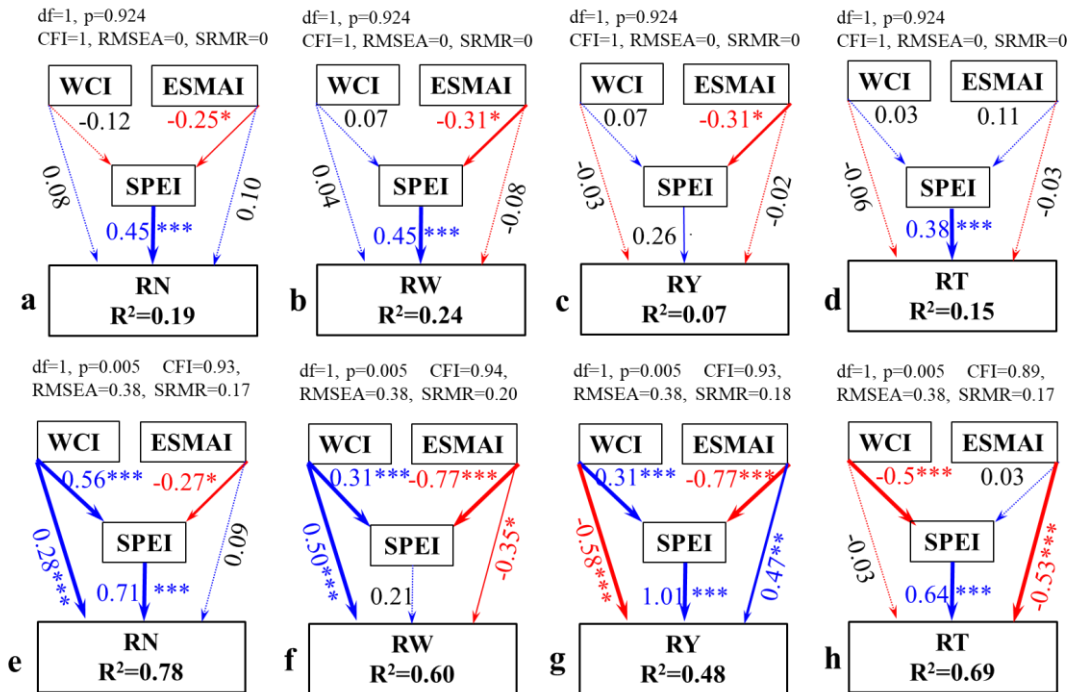 df=1, p=0.924
CFI=1, RMSEA=0, SRMR=0
WCI
ESMAI
-0.12
-0.25*
SPEI
0.08
0.10
0.45***
a
RN
R²=0.19
df=1, p=0.924
CFI=1, RMSEA=0, SRMR=0
WCI
ESMAI
0.07
-0.31*
SPEI
0.04
-0.08
0.45***
b
RW
R²=0.24
df=1, p=0.924
CFI=1, RMSEA=0, SRMR=0
WCI
ESMAI
0.07
-0.31*
SPEI
-0.03
-0.02
0.26
c
RY
R²=0.07
df=1, p=0.924
CFI=1, RMSEA=0, SRMR=0
WCI
ESMAI
0.03
0.11
SPEI
-0.06
-0.03
0.38***
d
RT
R²=0.15
df=1, p=0.005 CFI=0.93,
RMSEA=0.38, SRMR=0.17
WCI
ESMAI
0.56***
-0.27*
SPEI
0.28***
0.09
0.71 ***
e
RN
R²=0.78
df=1, p=0.005 CFI=0.94,
RMSEA=0.38, SRMR=0.20
WCI
ESMAI
0.31***
-0.77***
SPEI
0.50***
-0.35*
0.21
f
RW
R²=0.60
df=1, p=0.005 CFI=0.93,
RMSEA=0.38, SRMR=0.18
WCI
ESMAI
0.31***
-0.77***
SPEI
-0.58***
0.47**
1.01 ***
g
RY
R²=0.48
df=1, p=0.005 CFI=0.89,
RMSEA=0.38, SRMR=0.17
WCI
ESMAI
-0.5***
0.03
SPEI
-0.03
-0.53***
0.64***
h
RT
R²=0.69